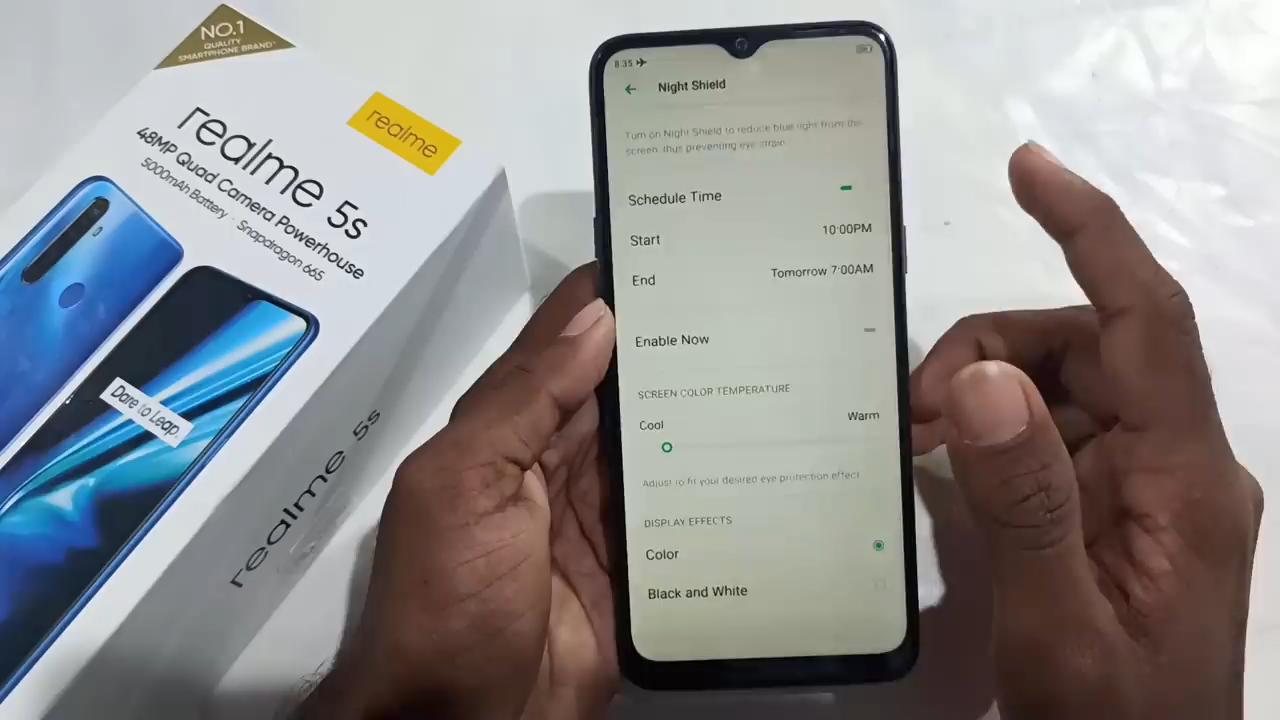 NO.1
QUALITY
SMARTPHONE BRAND*
realme
realme 5s
48MP Quad Camera Powerhouse
5000mAh Battery · Snapdragon 665
Dare to Leap
realme 5s
8:35
Night Shield
Turn on Night Shield to reduce blue light from the
screen, thus preventing eye strain.
Schedule Time
Start 10:00PM
End Tomorrow 7:00AM
Enable Now
SCREEN COLOR TEMPERATURE
Cool Warm
Adjust to fit your desired eye protection effect
DISPLAY EFFECTS
Color
Black and White